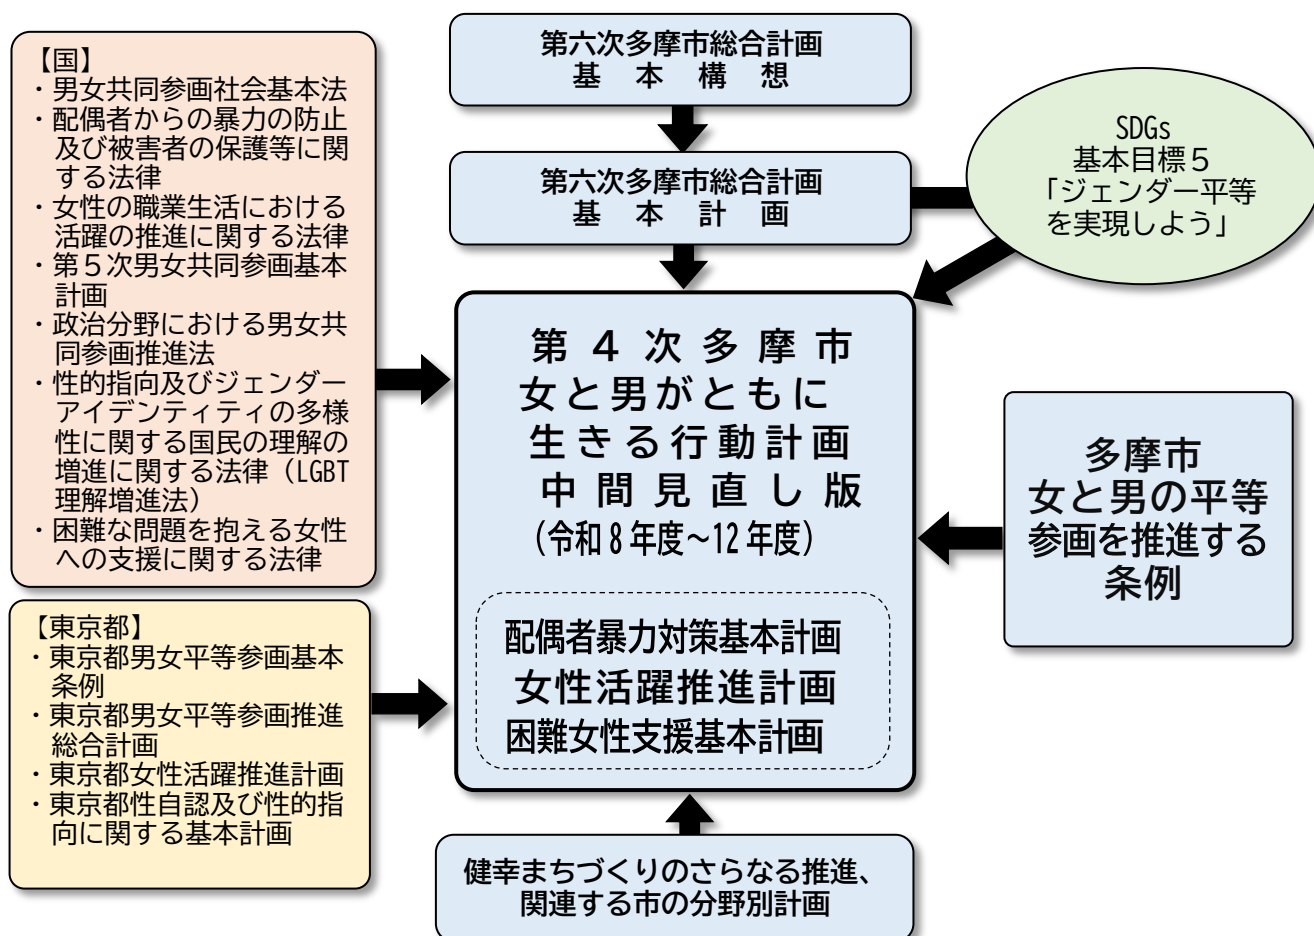 【国】
・男女共同参画社会基本法
・配偶者からの暴力の防止
及び被害者の保護等に関
する法律
・女性の職業生活における
活躍の推進に関する法律
・第５次男女共同参画基本
計画
・政治分野における男女共
同参画推進法
・性的指向及びジェンダー
アイデンティティの多様
性に関する国民の理解の
増進に関する法律（LGBT
理解増進法）
・困難な問題を抱える女性
への支援に関する法律
【東京都】
・東京都男女平等参画基本
条例
・東京都男女平等参画推進
総合計画
・東京都女性活躍推進計画
・東京都性自認及び性的指
向に関する基本計画
第六次多摩市総合計画
基本構想
第六次多摩市総合計画
基本計画
SDGs
基本目標５
「ジェンダー平等
を実現しよう」
第４次多摩市
女と男がともに
生きる行動計画
中間見直し版
（令和８年度～12年度）
配偶者暴力対策基本計画
女性活躍推進計画
困難女性支援基本計画
多摩市
女と男の平等
参画を推進する
条例
健幸まちづくりのさらなる推進、
関連する市の分野別計画